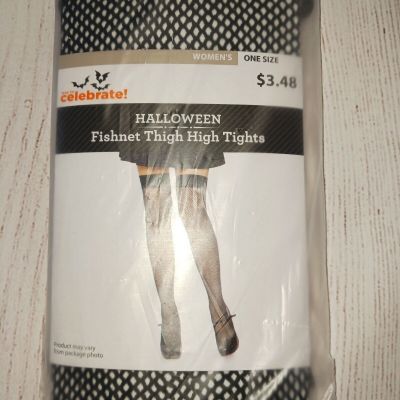 WOMEN'S ONE SIZE
$3.48
celebrate!
HALLOWEEN
Fishnet Thigh High Tights
Product may vary
from package photo